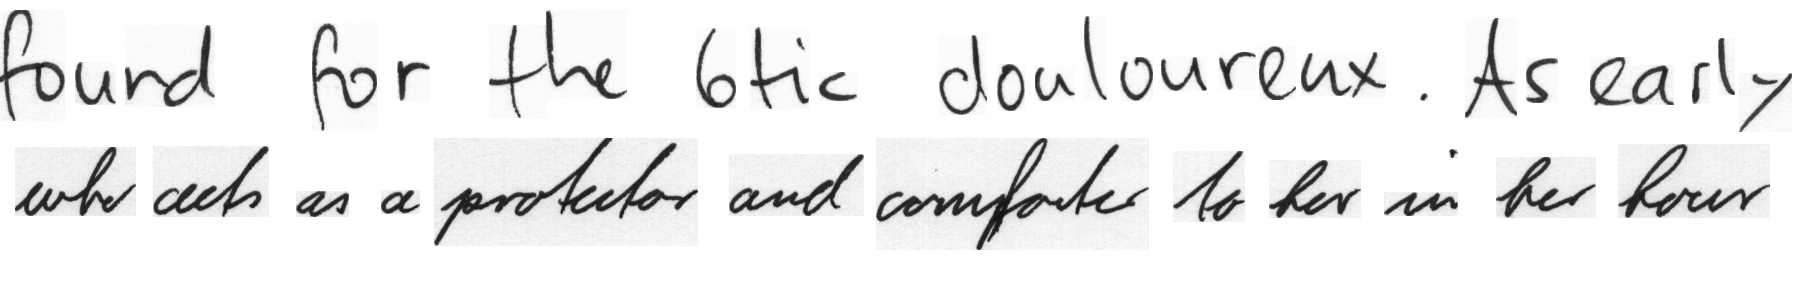 found for the 6tic douloureux. As early
who acts as a protector and comforter to her in her hour